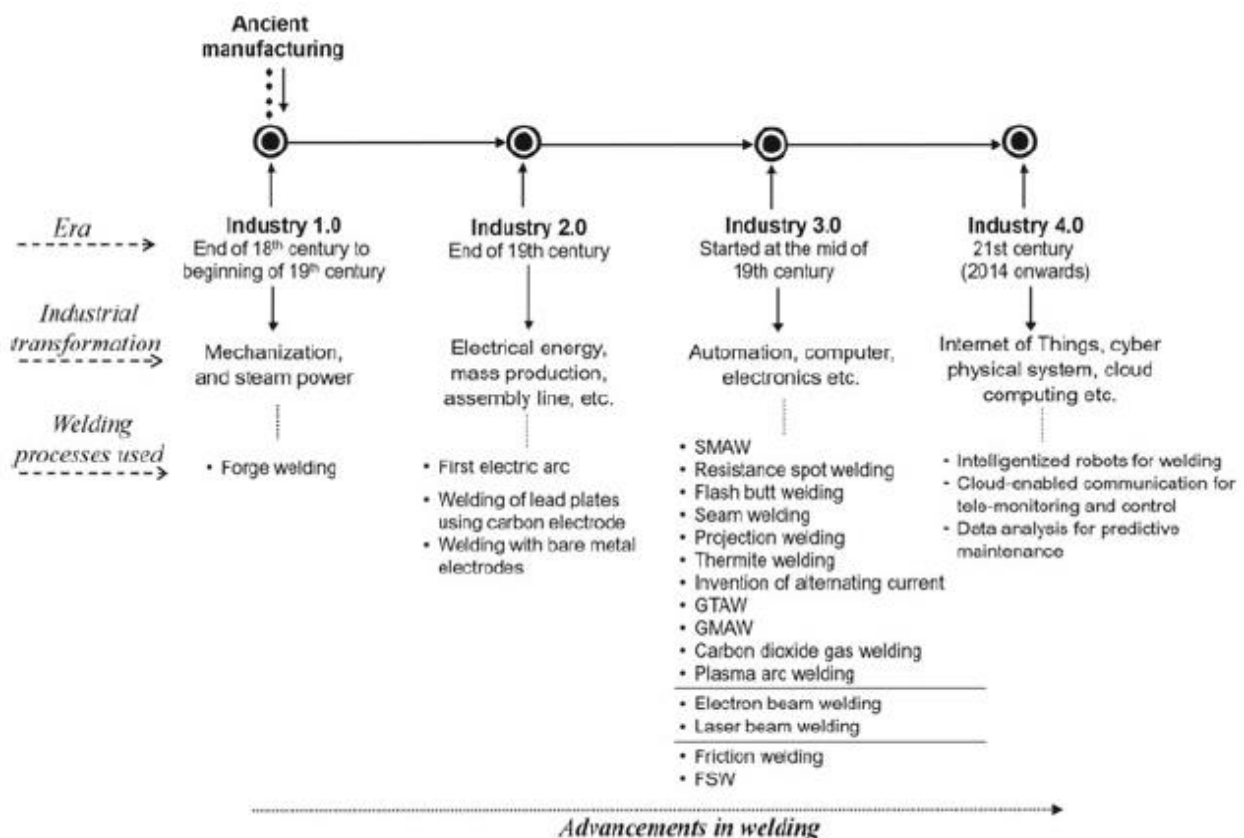 Ancient
manufacturing
Era
Industry 1.0
End of 18th century to
beginning of 19th century
Industry 2.0
End of 19th century
Industry 3.0
Started at the mid of
19th century
Industry 4.0
21st century
(2014 onwards)
Industrial
transformation
Mechanization,
and steam power
Electrical energy,
mass production,
assembly line, etc.
Automation, computer,
electronics etc.
Internet of Things, cyber
physical system, cloud
computing etc.
Welding
processes used
• Forge welding
• First electric arc
• Welding of lead plates
using carbon electrode
• Welding with bare metal
electrodes
• SMAW
• Resistance spot welding
• Flash butt welding
• Seam welding
• Projection welding
• Thermite welding
• Invention of alternating current
• GTAW
• GMAW
• Carbon dioxide gas welding
• Plasma arc welding
• Electron beam welding
• Laser beam welding
• Friction welding
• FSW
• Intelligentized robots for welding
• Cloud-enabled communication for
tele-monitoring and control
• Data analysis for predictive
maintenance
Advancements in welding